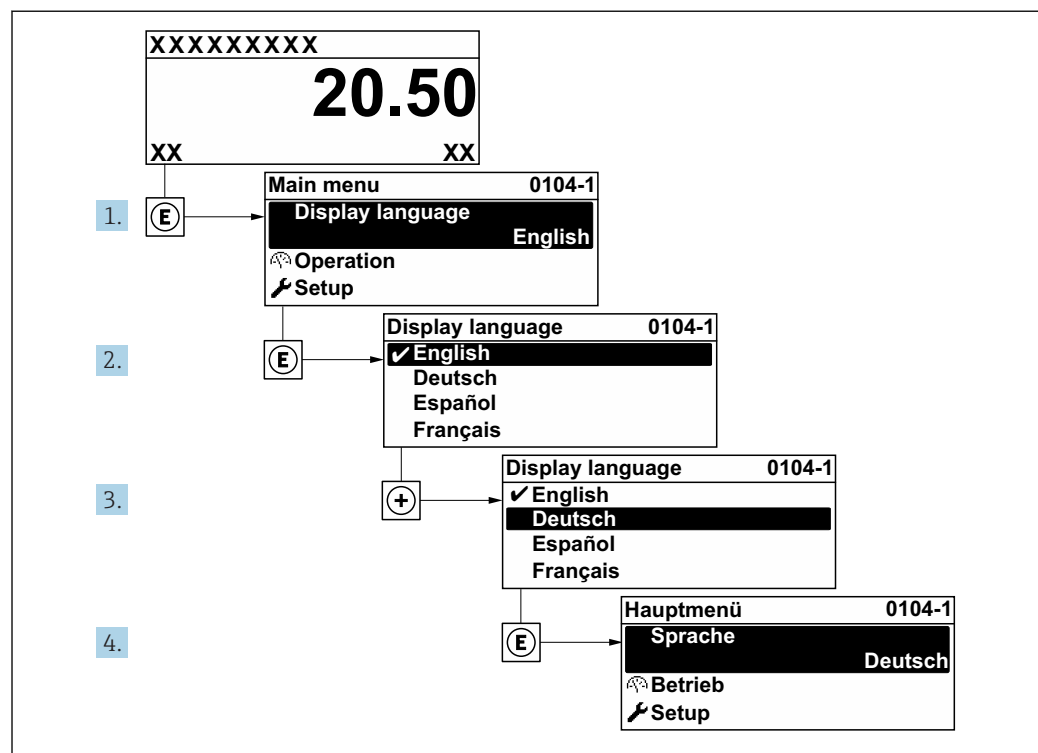 XXXXXXXXX
20.50
XX XX
1.
E
Main menu 0104-1
Display language
English
Operation
Setup
2.
E
Display language 0104-1
✔ English
Deutsch
Español
Français
3.
+
Display language 0104-1
✔ English
Deutsch
Español
Français
4.
E
Hauptmenü 0104-1
Sprache
Deutsch
Betrieb
Setup